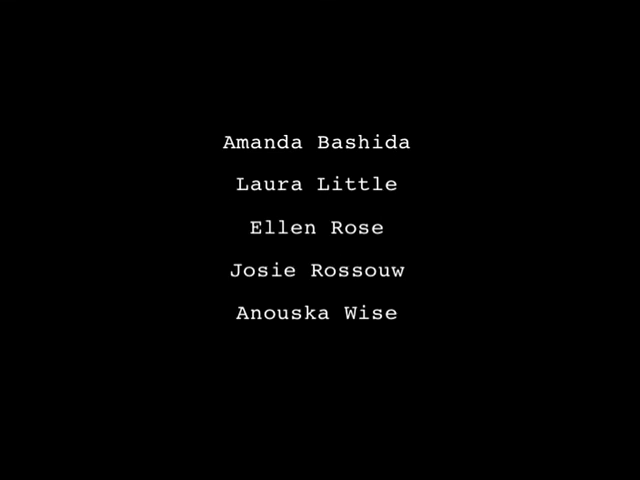 Amanda Bashida
Laura Little
Ellen Rose
Josie Rossouw
Anouska Wise